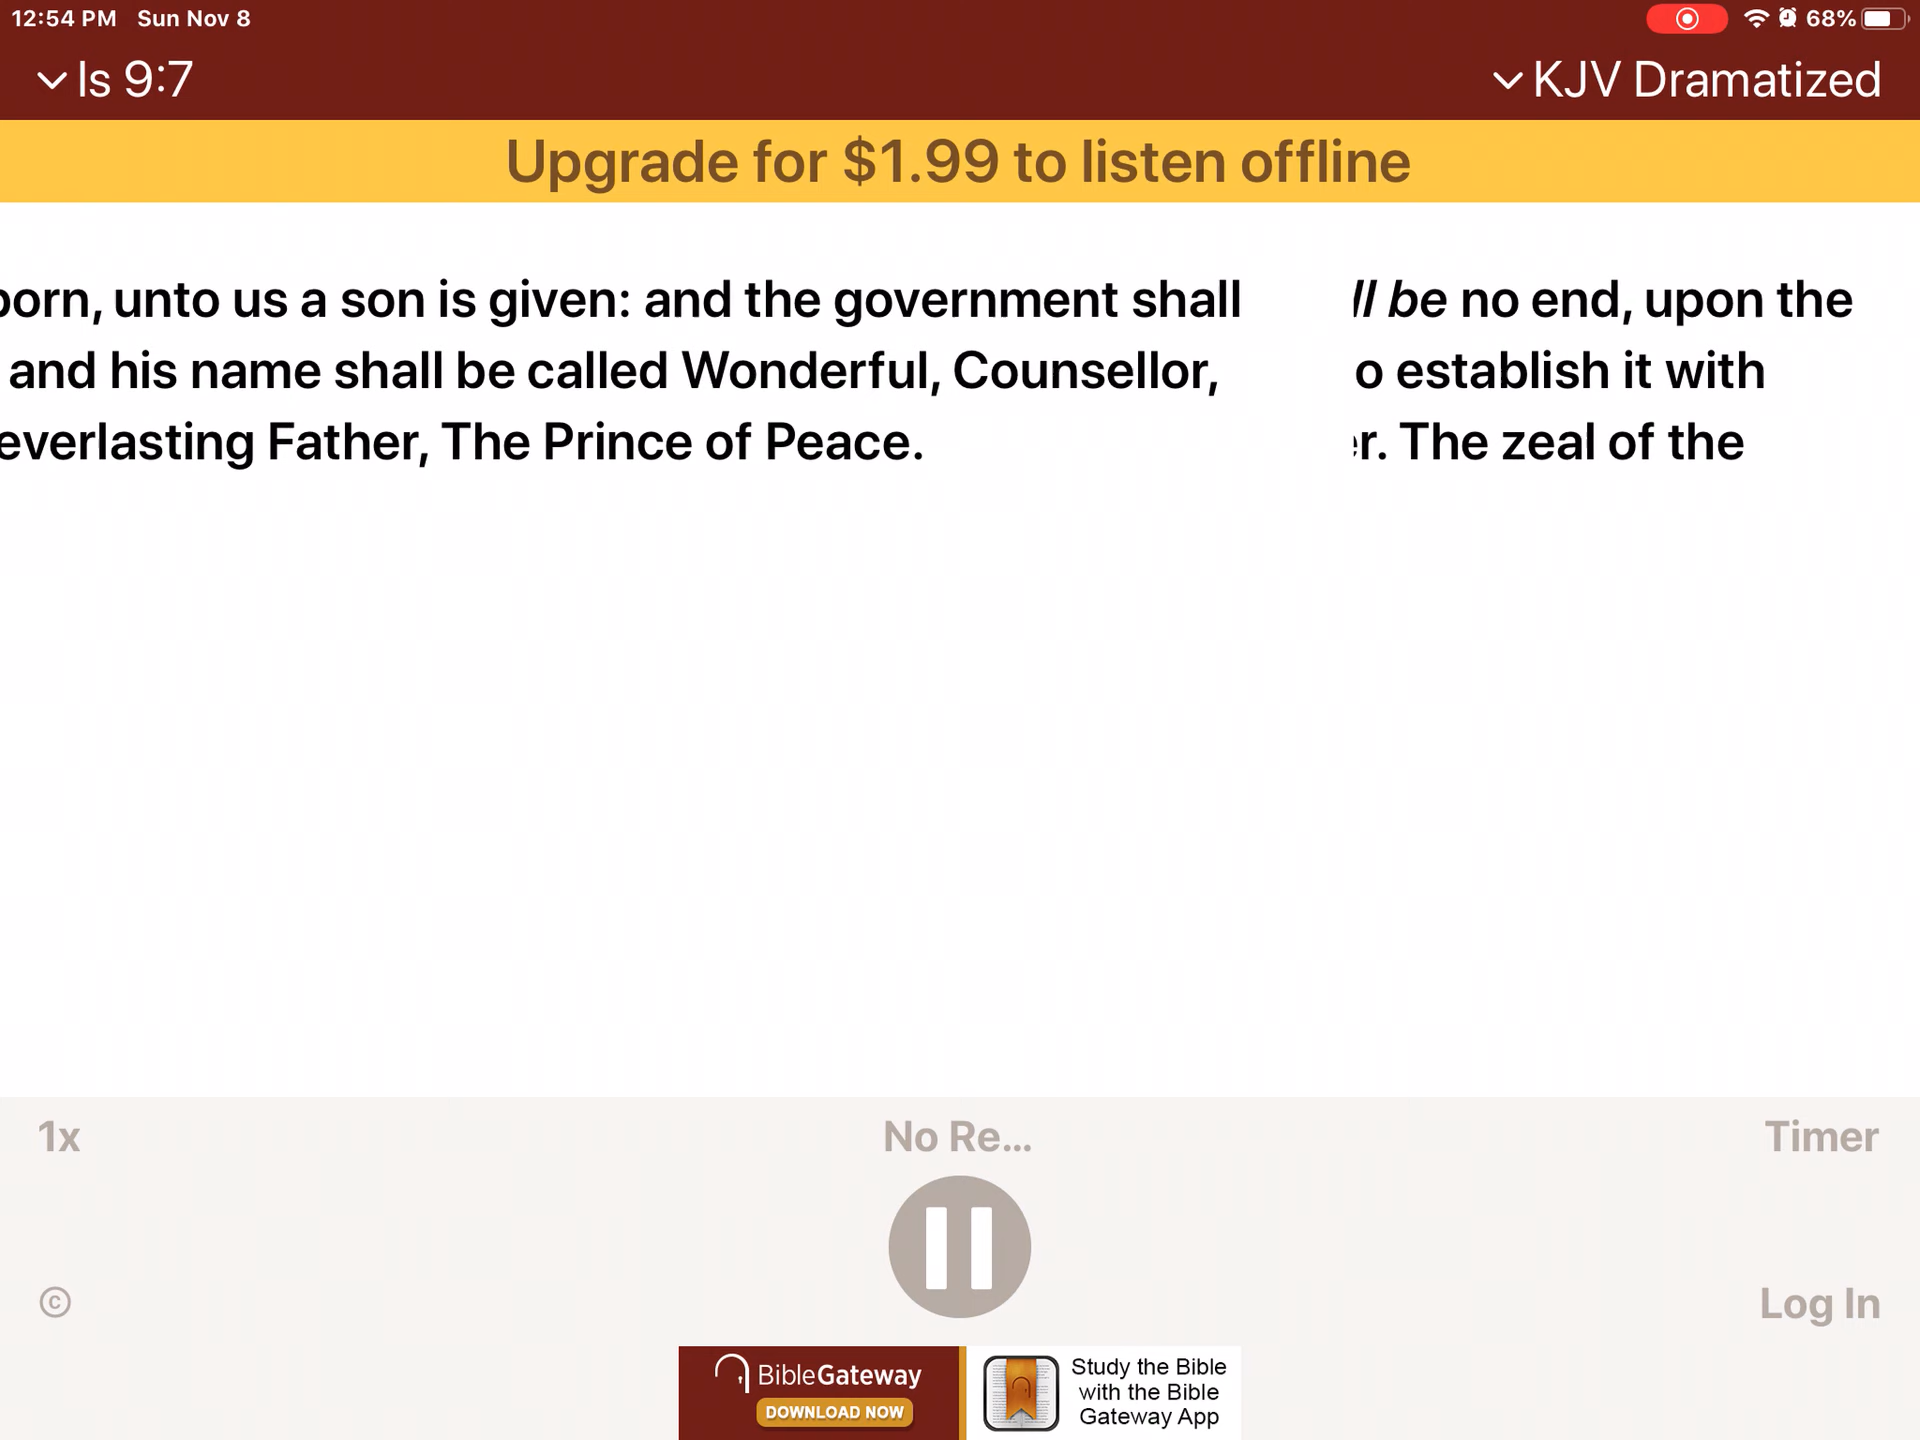 12:54 PM Sun Nov 8 68%
Is 9:7 KJV Dramatized
Upgrade for $1.99 to listen offline
unto us a son is given: and the government shall be no end, upon the
and his name shall be called Wonderful, Counsellor, establish it with
everlasting Father, The Prince of Peace. The zeal of the
1x No Re... Timer
©
Log In
BibleGateway
DOWNLOAD NOW
Study the Bible
with the Bible
Gateway App